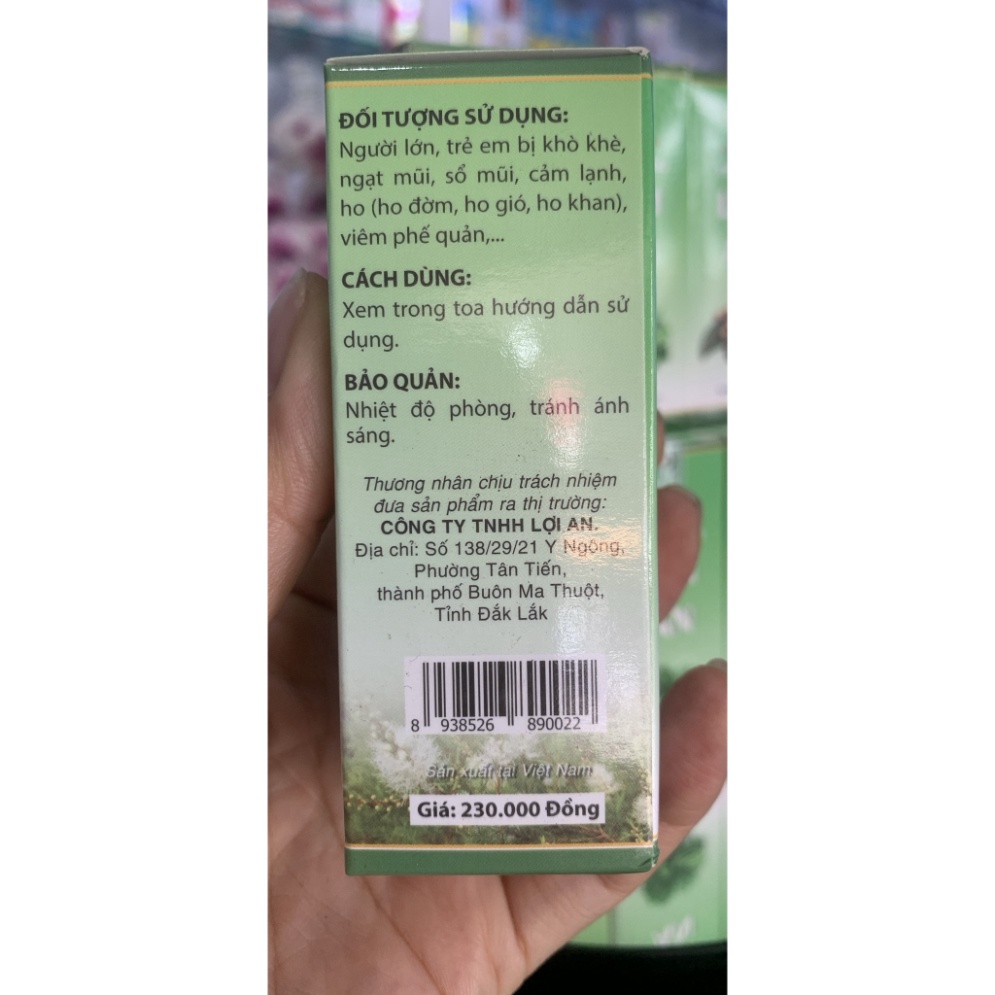 ĐỐI TƯỢNG SỬ DỤNG:
Người lớn, trẻ em bị khò khè,
ngạt mũi, sổ mũi, cảm lạnh,
ho (ho đờm, ho gió, ho khan),
viêm phế quản,...
CÁCH DÙNG:
Xem trong toa hướng dẫn sử
dụng.
BẢO QUẢN:
Nhiệt độ phòng, tránh ánh
sáng.
Thương nhân chịu trách nhiệm
đưa sản phẩm ra thị trường:
CÔNG TY TNHH LỢI AN.
Địa chỉ: Số 138/29/21 Y Ngông,
Phường Tân Tiến,
thành phố Buôn Ma Thuột,
Tỉnh Đắk Lắk
8 938526 890022
Sản xuất tại Việt Nam
Giá: 230.000 Đồng